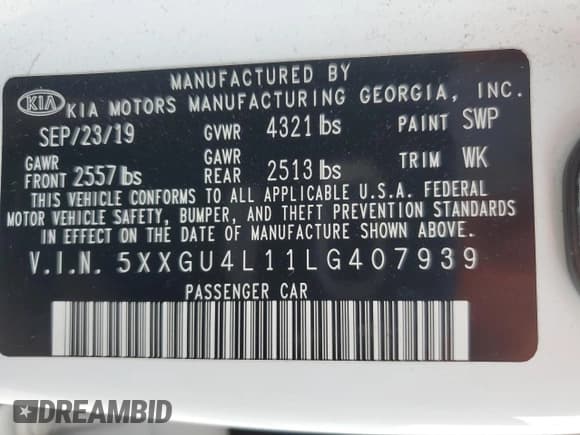 MANUFACTURED BY
KIA KIA MOTORS MANUFACTURING GEORGIA, INC.
SEP/23/19 GVWR 4321 lbs PAINT SWP
GAWR FRONT 2557 lbs GAWR REAR 2513 lbs TRIM WK
THIS VEHICLE CONFORMS TO ALL APPLICABLE U.S.A. FEDERAL
MOTOR VEHICLE SAFETY, BUMPER, AND THEFT PREVENTION STANDARDS
IN EFFECT ON THE DATE OF MANUFACTURE SHOWN ABOVE.
V.I.N. 5XXGU4L11LG407939
PASSENGER CAR
DREAMBID